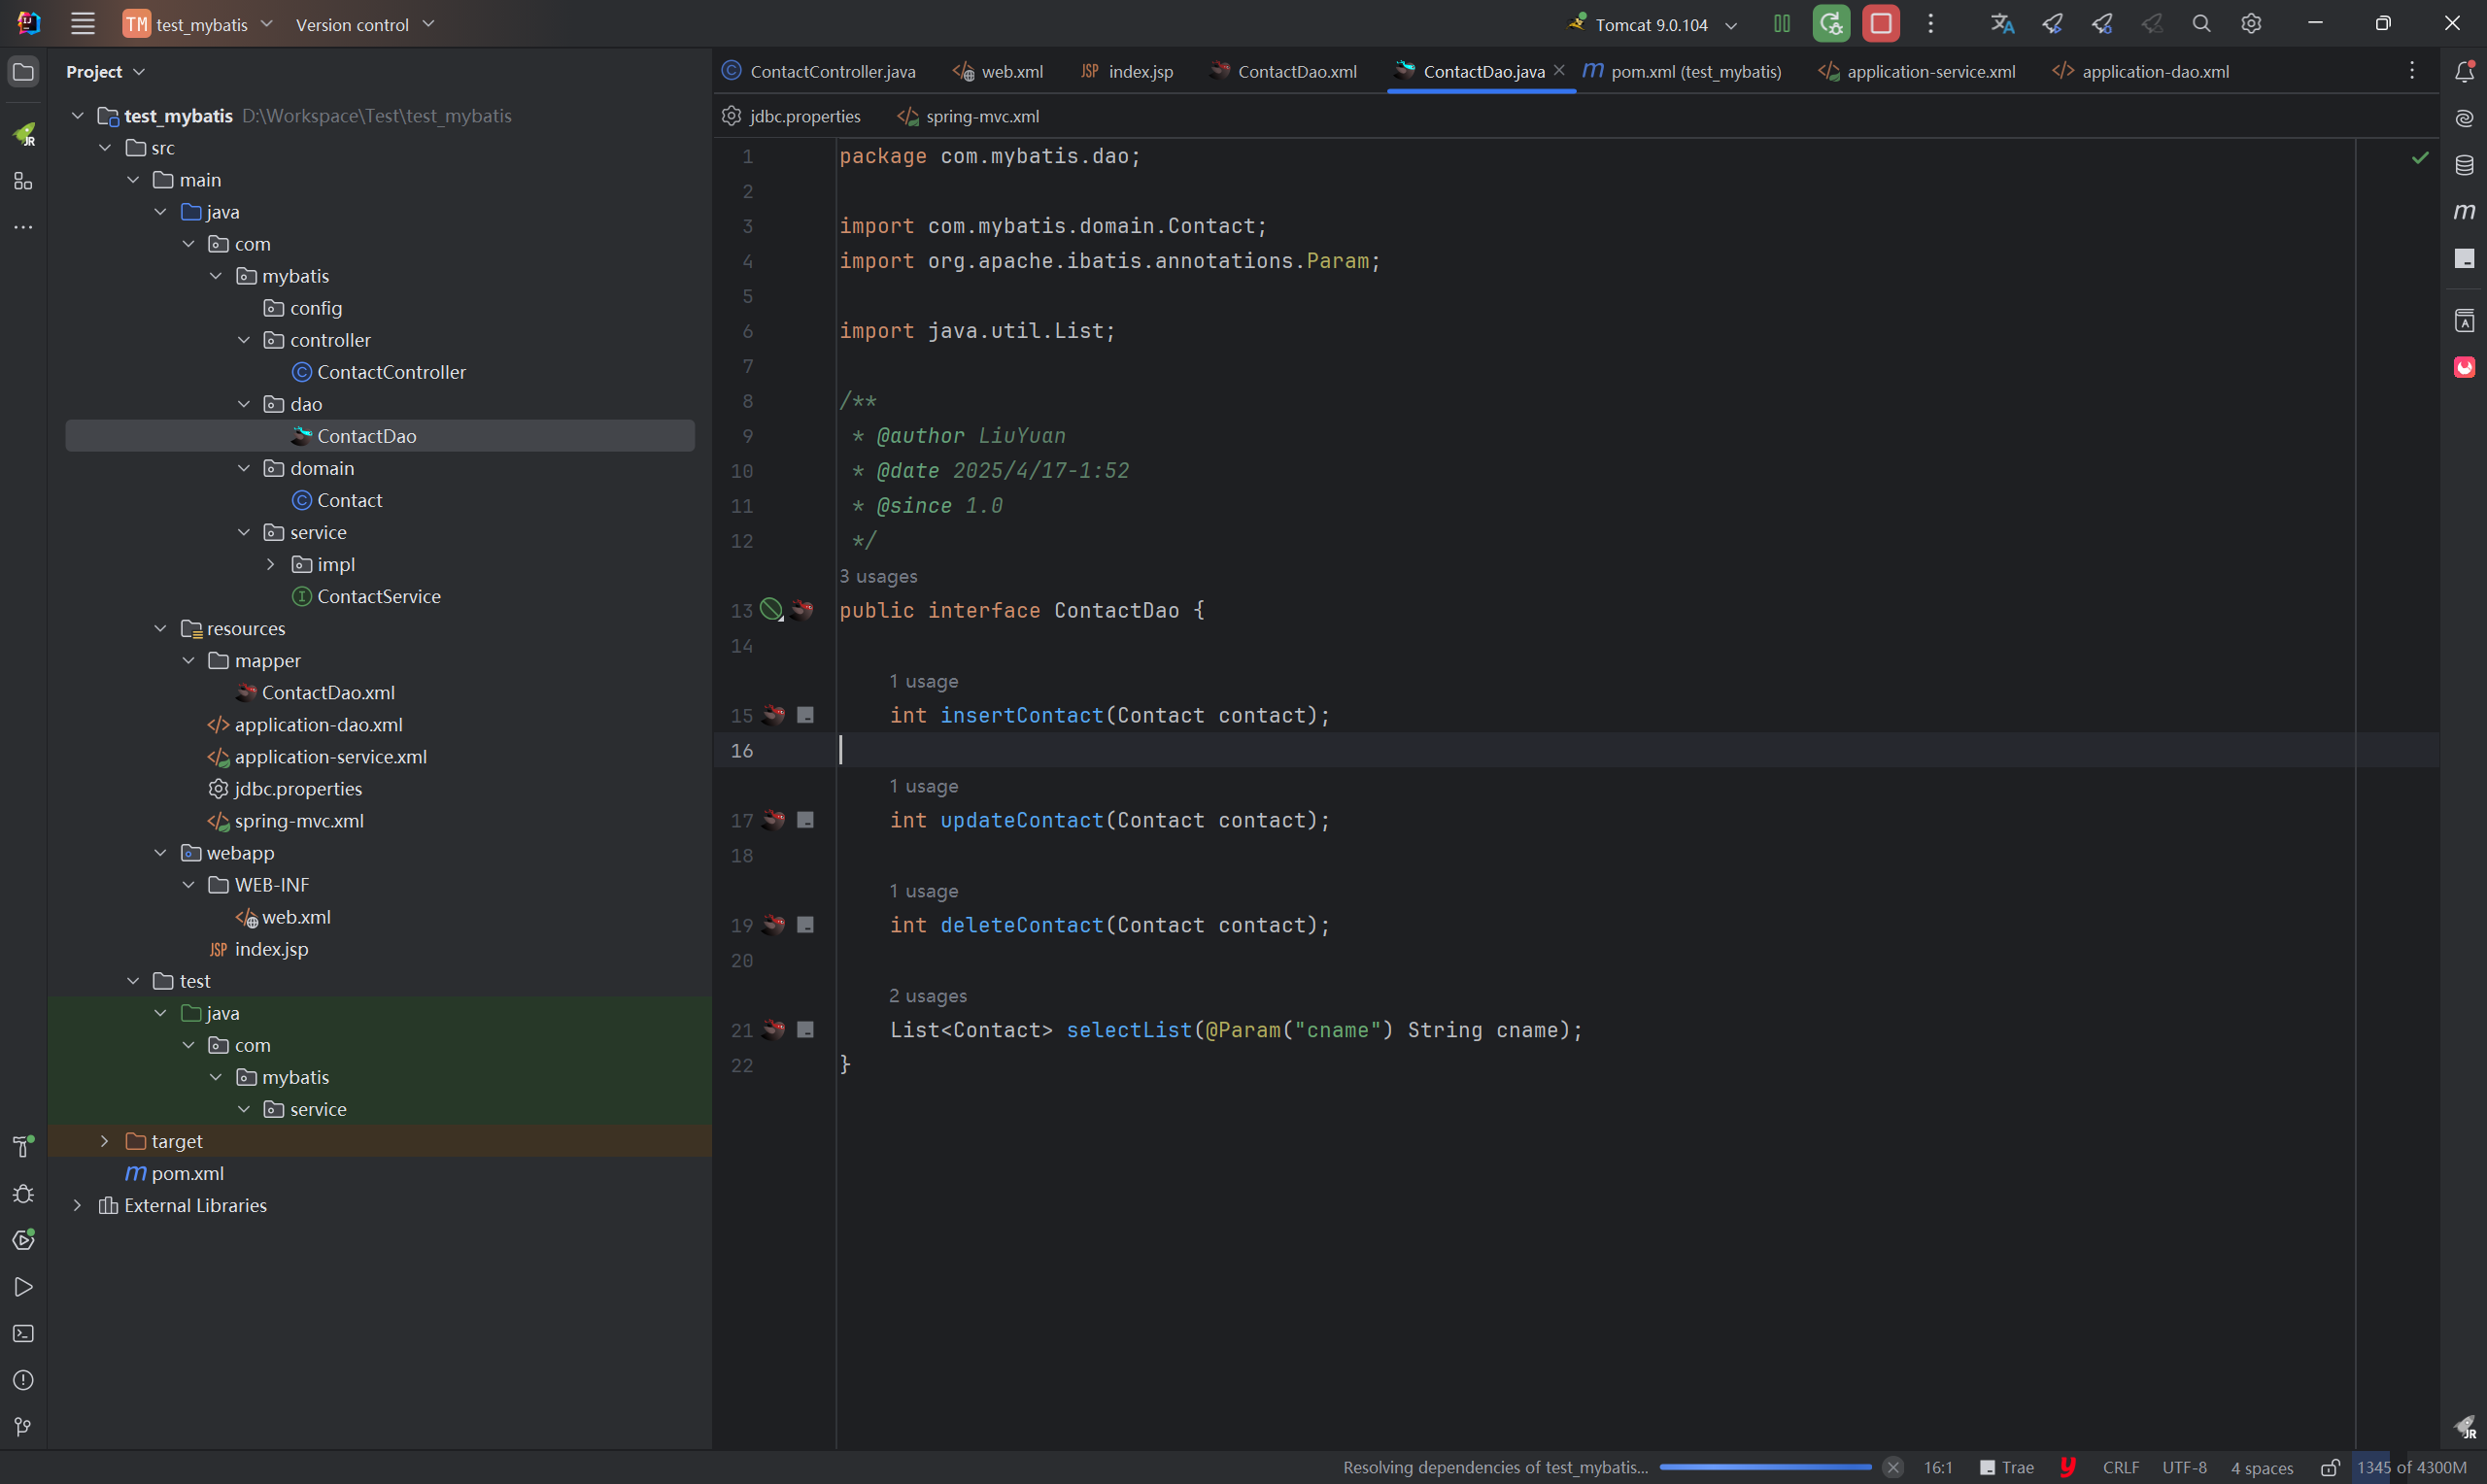 TM test_mybatis Version control Tomcat 9.0.104
Project
test_mybatis D:\Workspace\Test\test_mybatis
src
main
java
com
mybatis
config
controller
ContactController
dao
ContactDao
domain
Contact
service
impl
ContactService
resources
mapper
ContactDao.xml
application-dao.xml
application-service.xml
jdbc.properties
spring-mvc.xml
webapp
WEB-INF
web.xml
JSP index.jsp
test
java
com
mybatis
service
target
pom.xml
External Libraries
ContactController.java web.xml JSP index.jsp ContactDao.xml ContactDao.java pom.xml (test_mybatis) application-service.xml application-dao.xml
jdbc.properties spring-mvc.xml
1 package com.mybatis.dao;
2
3 import com.mybatis.domain.Contact;
4 import org.apache.ibatis.annotations.Param;
5
6 import java.util.List;
7
8 /**
9 * @author LiuYuan
10 * @date 2025/4/17-1:52
11 * @since 1.0
12 */
3 usages
13 public interface ContactDao {
14
1 usage
15 int insertContact(Contact contact);
16
1 usage
17 int updateContact(Contact contact);
18
1 usage
19 int deleteContact(Contact contact);
20
2 usages
21 List<Contact> selectList(@Param("cname") String cname);
22 }
Resolving dependencies of test_mybatis... 16:1 Trae CRLF UTF-8 4 spaces 1345 of 4300M